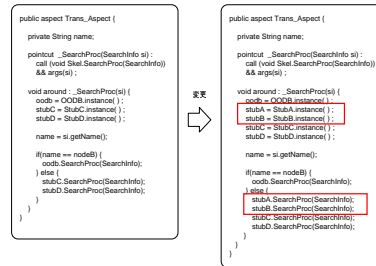 public aspect Trans_Aspect {
private String name;
pointcut _SearchProc(SearchInfo si) :
call (void Skel.SearchProc(SearchInfo))
&& args(si) ;
void around : _SearchProc(si) {
oodb = OODB.instance( ) ;
stubC = StubC.instance( ) ;
stubD = StubD.instance( ) ;
name = si.getName();
if(name == nodeB) {
oodb.SearchProc(SearchInfo);
} else {
stubC.SearchProc(SearchInfo);
stubD.SearchProc(SearchInfo);
}
}
}
変更
public aspect Trans_Aspect {
private String name;
pointcut _SearchProc(SearchInfo si) :
call (void Skel.SearchProc(SearchInfo))
&& args(si) ;
void around : _SearchProc(si) {
oodb = OODB.instance( ) ;
stubA = StubA.instance( ) ;
stubB = StubB.instance( ) ;
stubC = StubC.instance( ) ;
stubD = StubD.instance( ) ;
name = si.getName();
if(name == nodeB) {
oodb.SearchProc(SearchInfo);
} else {
stubA.SearchProc(SearchInfo);
stubB.SearchProc(SearchInfo);
stubC.SearchProc(SearchInfo);
stubD.SearchProc(SearchInfo);
}
}
}